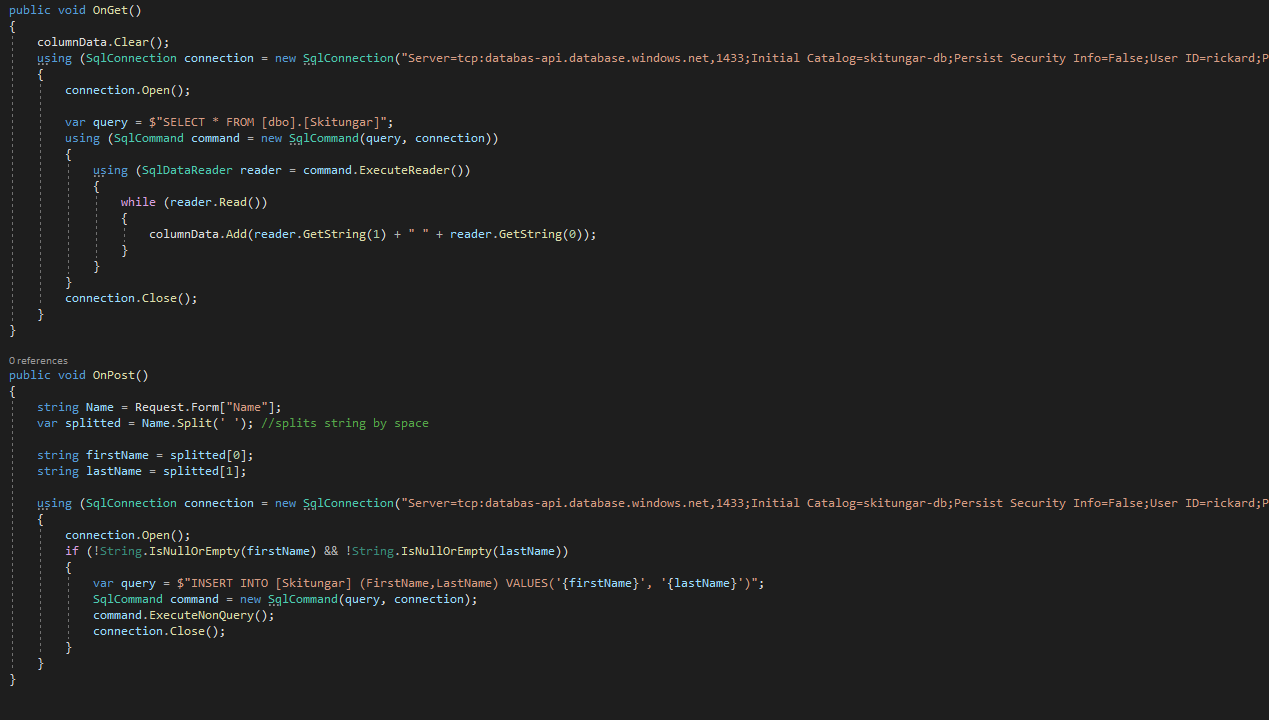 public void OnGet()
{
columnData.Clear();
using (SqlConnection connection = new SqlConnection("Server=tcp:databas-api.database.windows.net,1433;Initial Catalog=skitungar-db;Persist Security Info=False;User ID=rickard;P
{
connection.Open();
var query = $"SELECT * FROM [dbo].[Skitungar]";
using (SqlCommand command = new SqlCommand(query, connection))
{
using (SqlDataReader reader = command.ExecuteReader())
{
while (reader.Read())
{
columnData.Add(reader.GetString(1) + " " + reader.GetString(0));
}
}
}
connection.Close();
}
}
0 references
public void OnPost()
{
string Name = Request.Form["Name"];
var splitted = Name.Split(' '); //splits string by space
string firstName = splitted[0];
string lastName = splitted[1];
using (SqlConnection connection = new SqlConnection("Server=tcp:databas-api.database.windows.net,1433;Initial Catalog=skitungar-db;Persist Security Info=False;User ID=rickard;P
{
connection.Open();
if (!String.IsNullOrEmpty(firstName) && !String.IsNullOrEmpty(lastName))
{
var query = $"INSERT INTO [Skitungar] (FirstName,LastName) VALUES('{firstName}', '{lastName}')";
SqlCommand command = new SqlCommand(query, connection);
command.ExecuteNonQuery();
connection.Close();
}
}
}